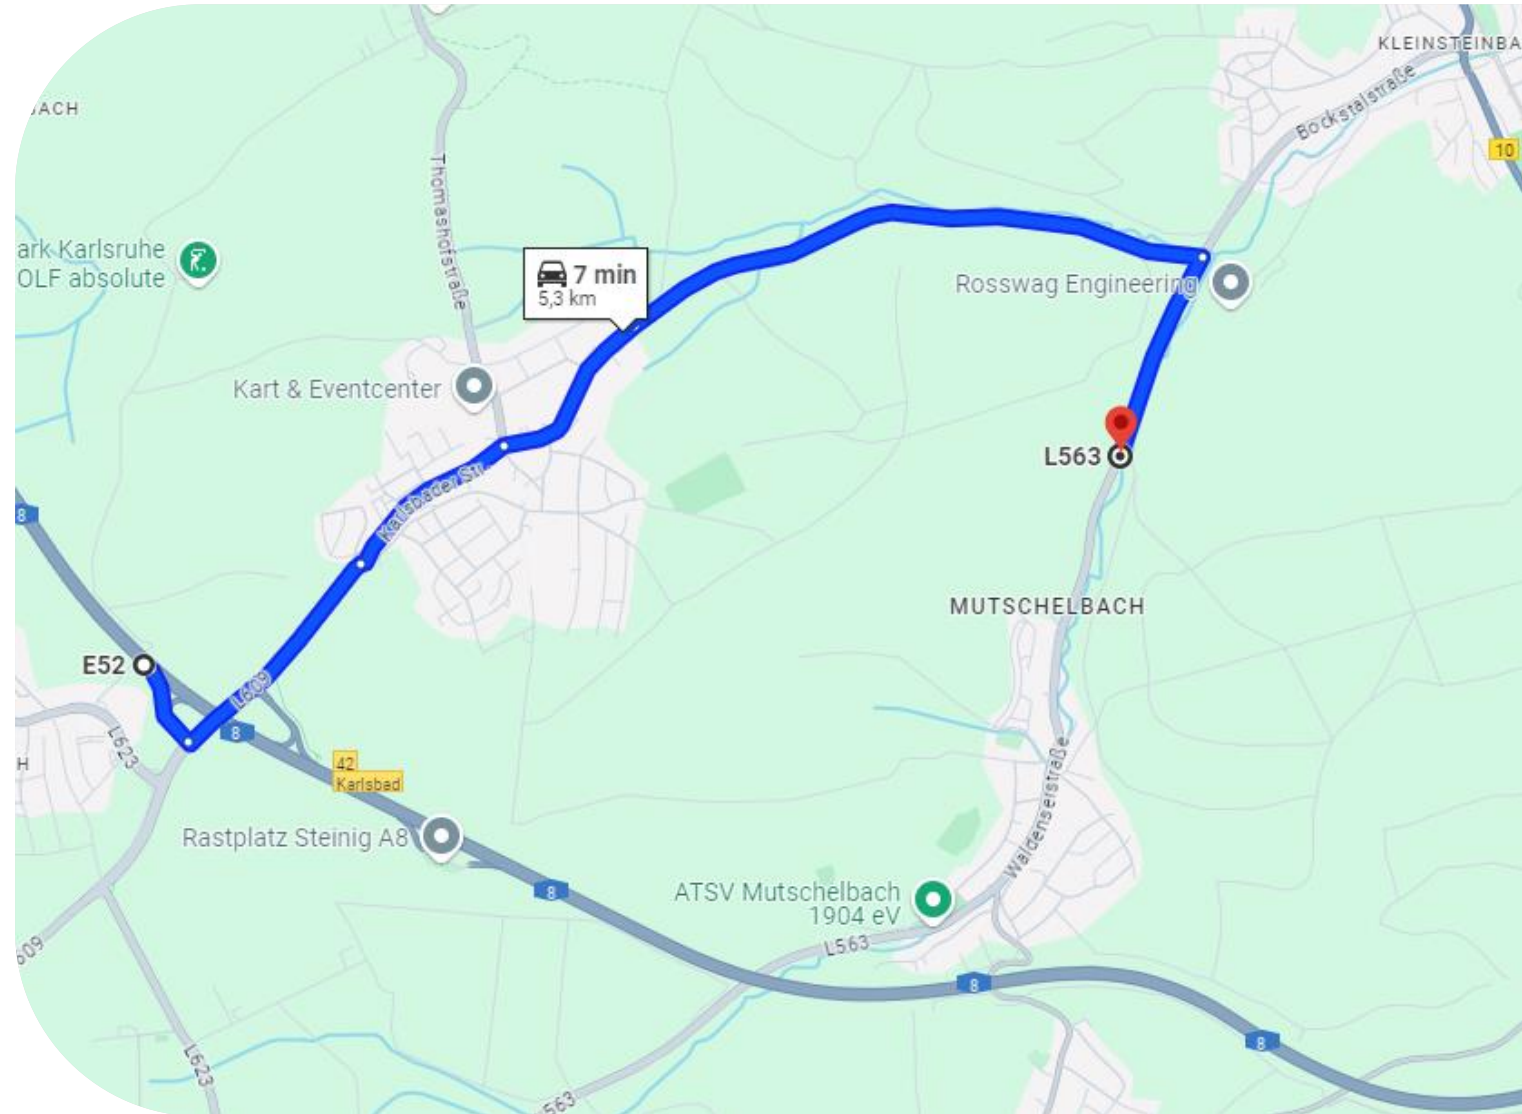 KLEINSTEINBA
ACH
Bockstalstraße
10
Thomashofstraße
ark Karlsruhe
OLF absolute
7 min
5,3 km
Rosswag Engineering
Kart & Eventcenter
L563
Karlsbader Str.
8
MUTSCHELBACH
E52
L609
8
L623
H
42
Karlsbad
Waldenserstraße
Rastplatz Steinig A8
8
ATSV Mutschelbach
1904 eV
L563
609
8
8
L623
563